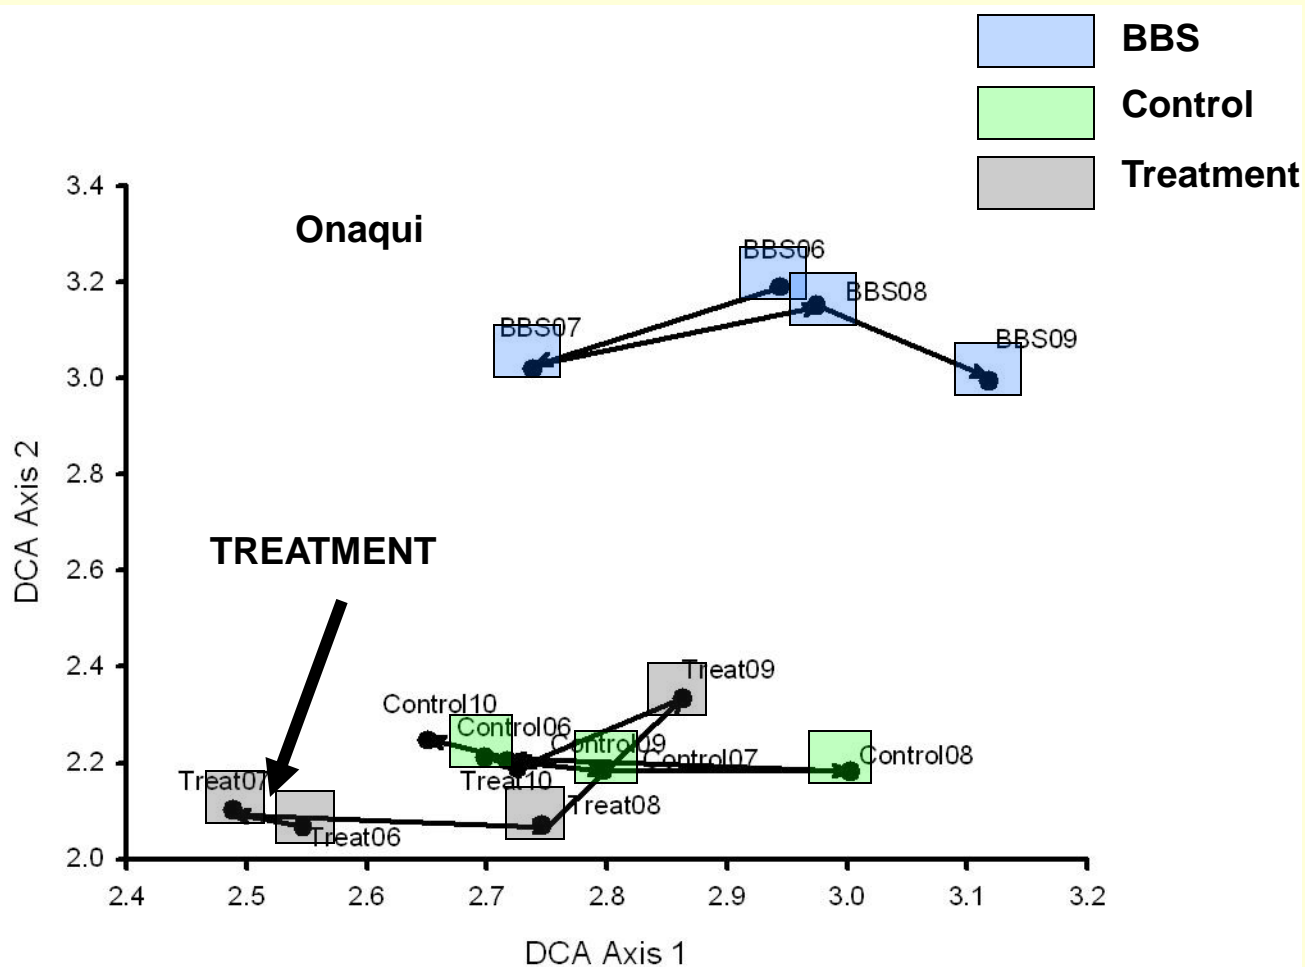 BBS
Control
Treatment
Onaqui
3.4
3.2
3.0
2.8
2.6
2.4
2.2
2.0
DCA Axis 2
BBS06
BBS08
BBS07
BBS09
TREATMENT
Treat09
Control10
Control06
Control09
Control07
Control08
Treat07
Treat10
Treat08
Treat06
2.4 2.5 2.6 2.7 2.8 2.9 3.0 3.1 3.2
DCA Axis 1